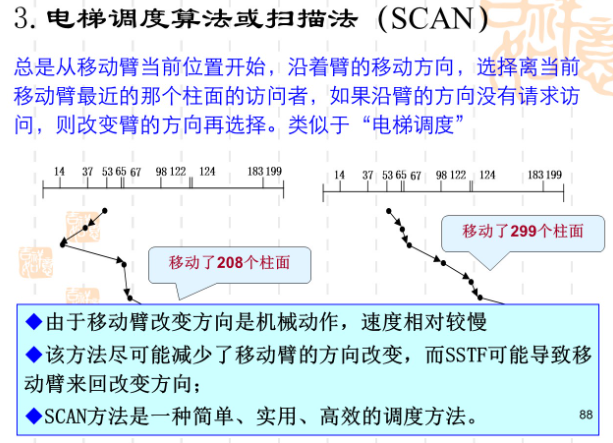 3.电梯调度算法或扫描法（SCAN）
总是从移动臂当前位置开始，沿着臂的移动方向，选择离当前
移动臂最近的那个柱面的访问者，如果沿臂的方向没有请求访
问，则改变臂的方向再选择。类似于“电梯调度”
14 37 53 65 67 98 122 124 183 199
14 37 53 65 67 98 122 124 183 199
移动了208个柱面
移动了299个柱面
◆由于移动臂改变方向是机械动作，速度相对较慢
◆该方法尽可能减少了移动臂的方向改变，而SSTF可能导致移
动臂来回改变方向；
◆SCAN方法是一种简单、实用、高效的调度方法。
88